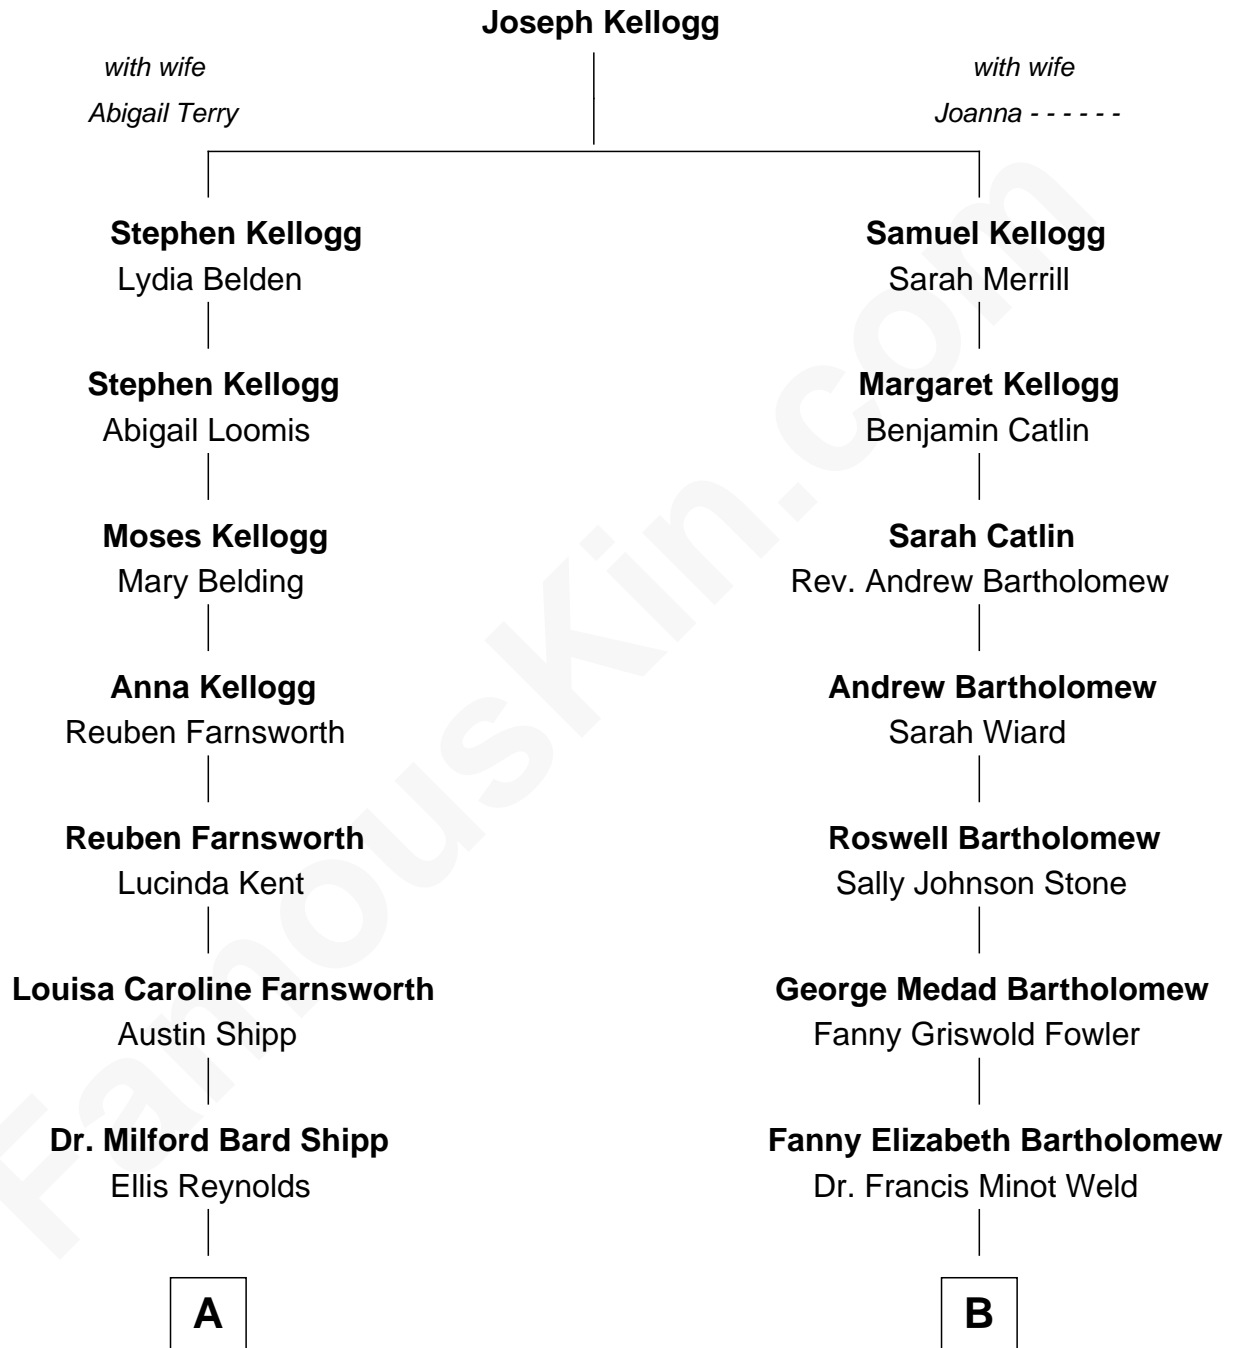 Joseph Kellogg
with wife
Abigail Terry
with wife
Joanna - - - - - -
Stephen Kellogg
Lydia Belden
Samuel Kellogg
Sarah Merrill
Stephen Kellogg
Abigail Loomis
Margaret Kellogg
Benjamin Catlin
Moses Kellogg
Mary Belding
Sarah Catlin
Rev. Andrew Bartholomew
Anna Kellogg
Reuben Farnsworth
Andrew Bartholomew
Sarah Wiard
Reuben Farnsworth
Lucinda Kent
Roswell Bartholomew
Sally Johnson Stone
Louisa Caroline Farnsworth
Austin Shipp
George Medad Bartholomew
Fanny Griswold Fowler
Dr. Milford Bard Shipp
Ellis Reynolds
Fanny Elizabeth Bartholomew
Dr. Francis Minot Weld
A
B
FamousKin.com